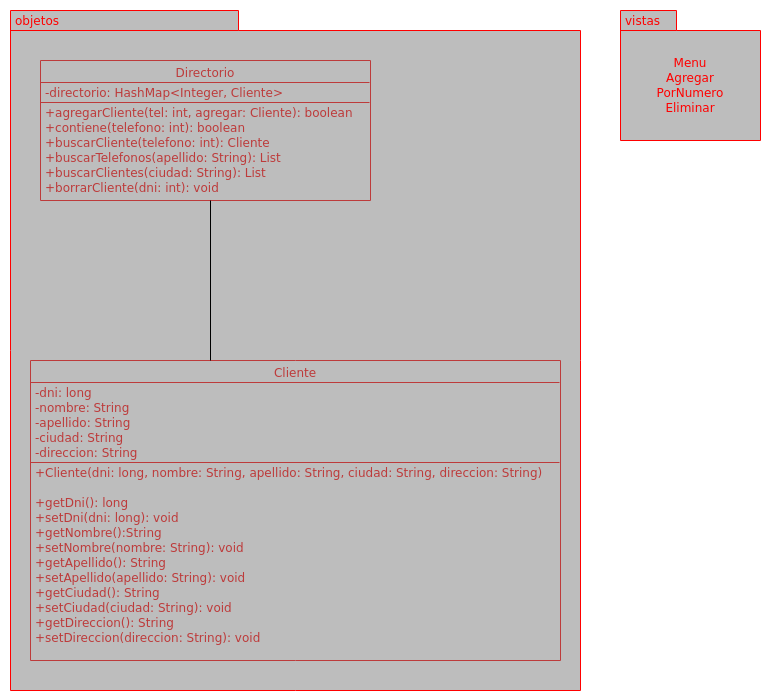 objetos
Directorio
-directorio: HashMap<Integer, Cliente>
+agregarCliente(tel: int, agregar: Cliente): boolean
+contiene(telefono: int): boolean
+buscarCliente(telefono: int): Cliente
+buscarTelefonos(apellido: String): List
+buscarClientes(ciudad: String): List
+borrarCliente(dni: int): void
Cliente
-dni: long
-nombre: String
-apellido: String
-ciudad: String
-direccion: String
+Cliente(dni: long, nombre: String, apellido: String, ciudad: String, direccion: String)
+getDni(): long
+setDni(dni: long): void
+getNombre():String
+setNombre(nombre: String): void
+getApellido(): String
+setApellido(apellido: String): void
+getCiudad(): String
+setCiudad(ciudad: String): void
+getDireccion(): String
+setDireccion(direccion: String): void
vistas
Menu
Agregar
PorNumero
Eliminar